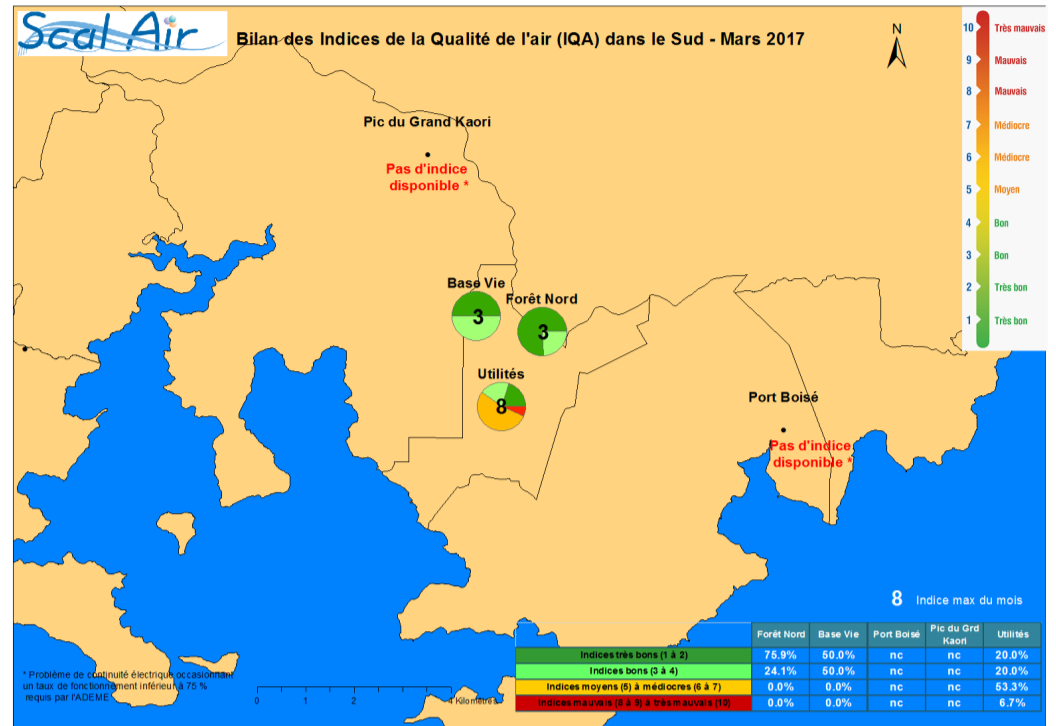 Scal Air
Bilan des Indices de la Qualité de l'air (IQA) dans le Sud - Mars 2017
N
10 Très mauvais
9 Mauvais
8 Mauvais
7 Médiocre
6 Médiocre
5 Moyen
4 Bon
3 Bon
2 Très bon
1 Très bon
Pic du Grand Kaori
Pas d'indice
disponible *
Base Vie
3
Forêt Nord
3
Utilités
8
Port Boisé
Pas d'indice
disponible *
8 Indice max du mois
Forêt Nord Base Vie Port Boisé Pic du Grd Kaori Utilités
Indices très bons (1 à 2) 75.9% 50.0% nc nc 20.0%
Indices bons (3 à 4) 24.1% 50.0% nc nc 20.0%
Indices moyens (5) à médiocres (6 à 7) 0.0% 0.0% nc nc 53.3%
Indices mauvais (8 à 9) à très mauvais (10) 0.0% 0.0% nc nc 6.7%
* Problème de continuité électrique occasionnant
un taux de fonctionnement inférieur à 75 %
requis par l'ADEME
0 2 4 Kilomètres